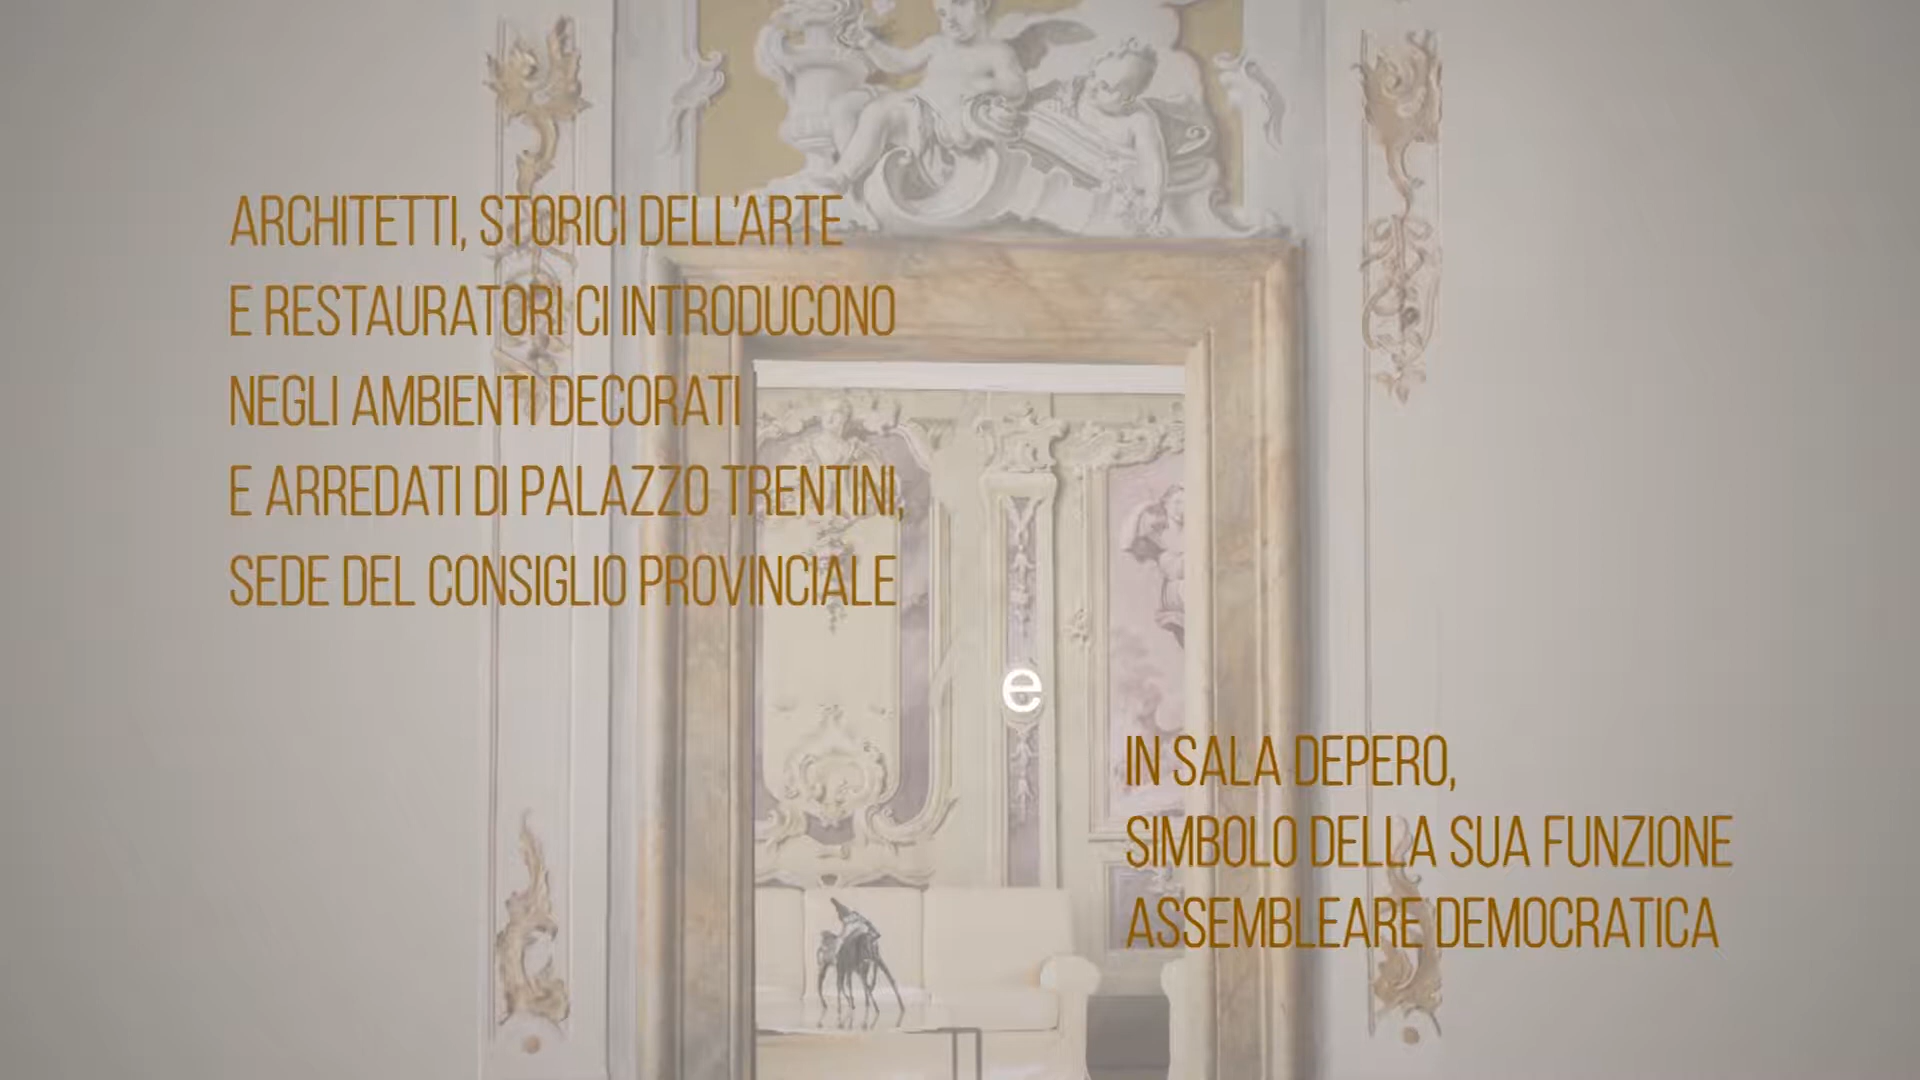 ARCHITETTI, STORICI DELL'ARTE
E RESTAURATORI CI INTRODUCONO
NEGLI AMBIENTI DECORATI
E ARREDATI DI PALAZZO TRENTINI,
SEDE DEL CONSIGLIO PROVINCIALE
e
IN SALA DEPERO,
SIMBOLO DELLA SUA FUNZIONE
ASSEMBLEARE DEMOCRATICA